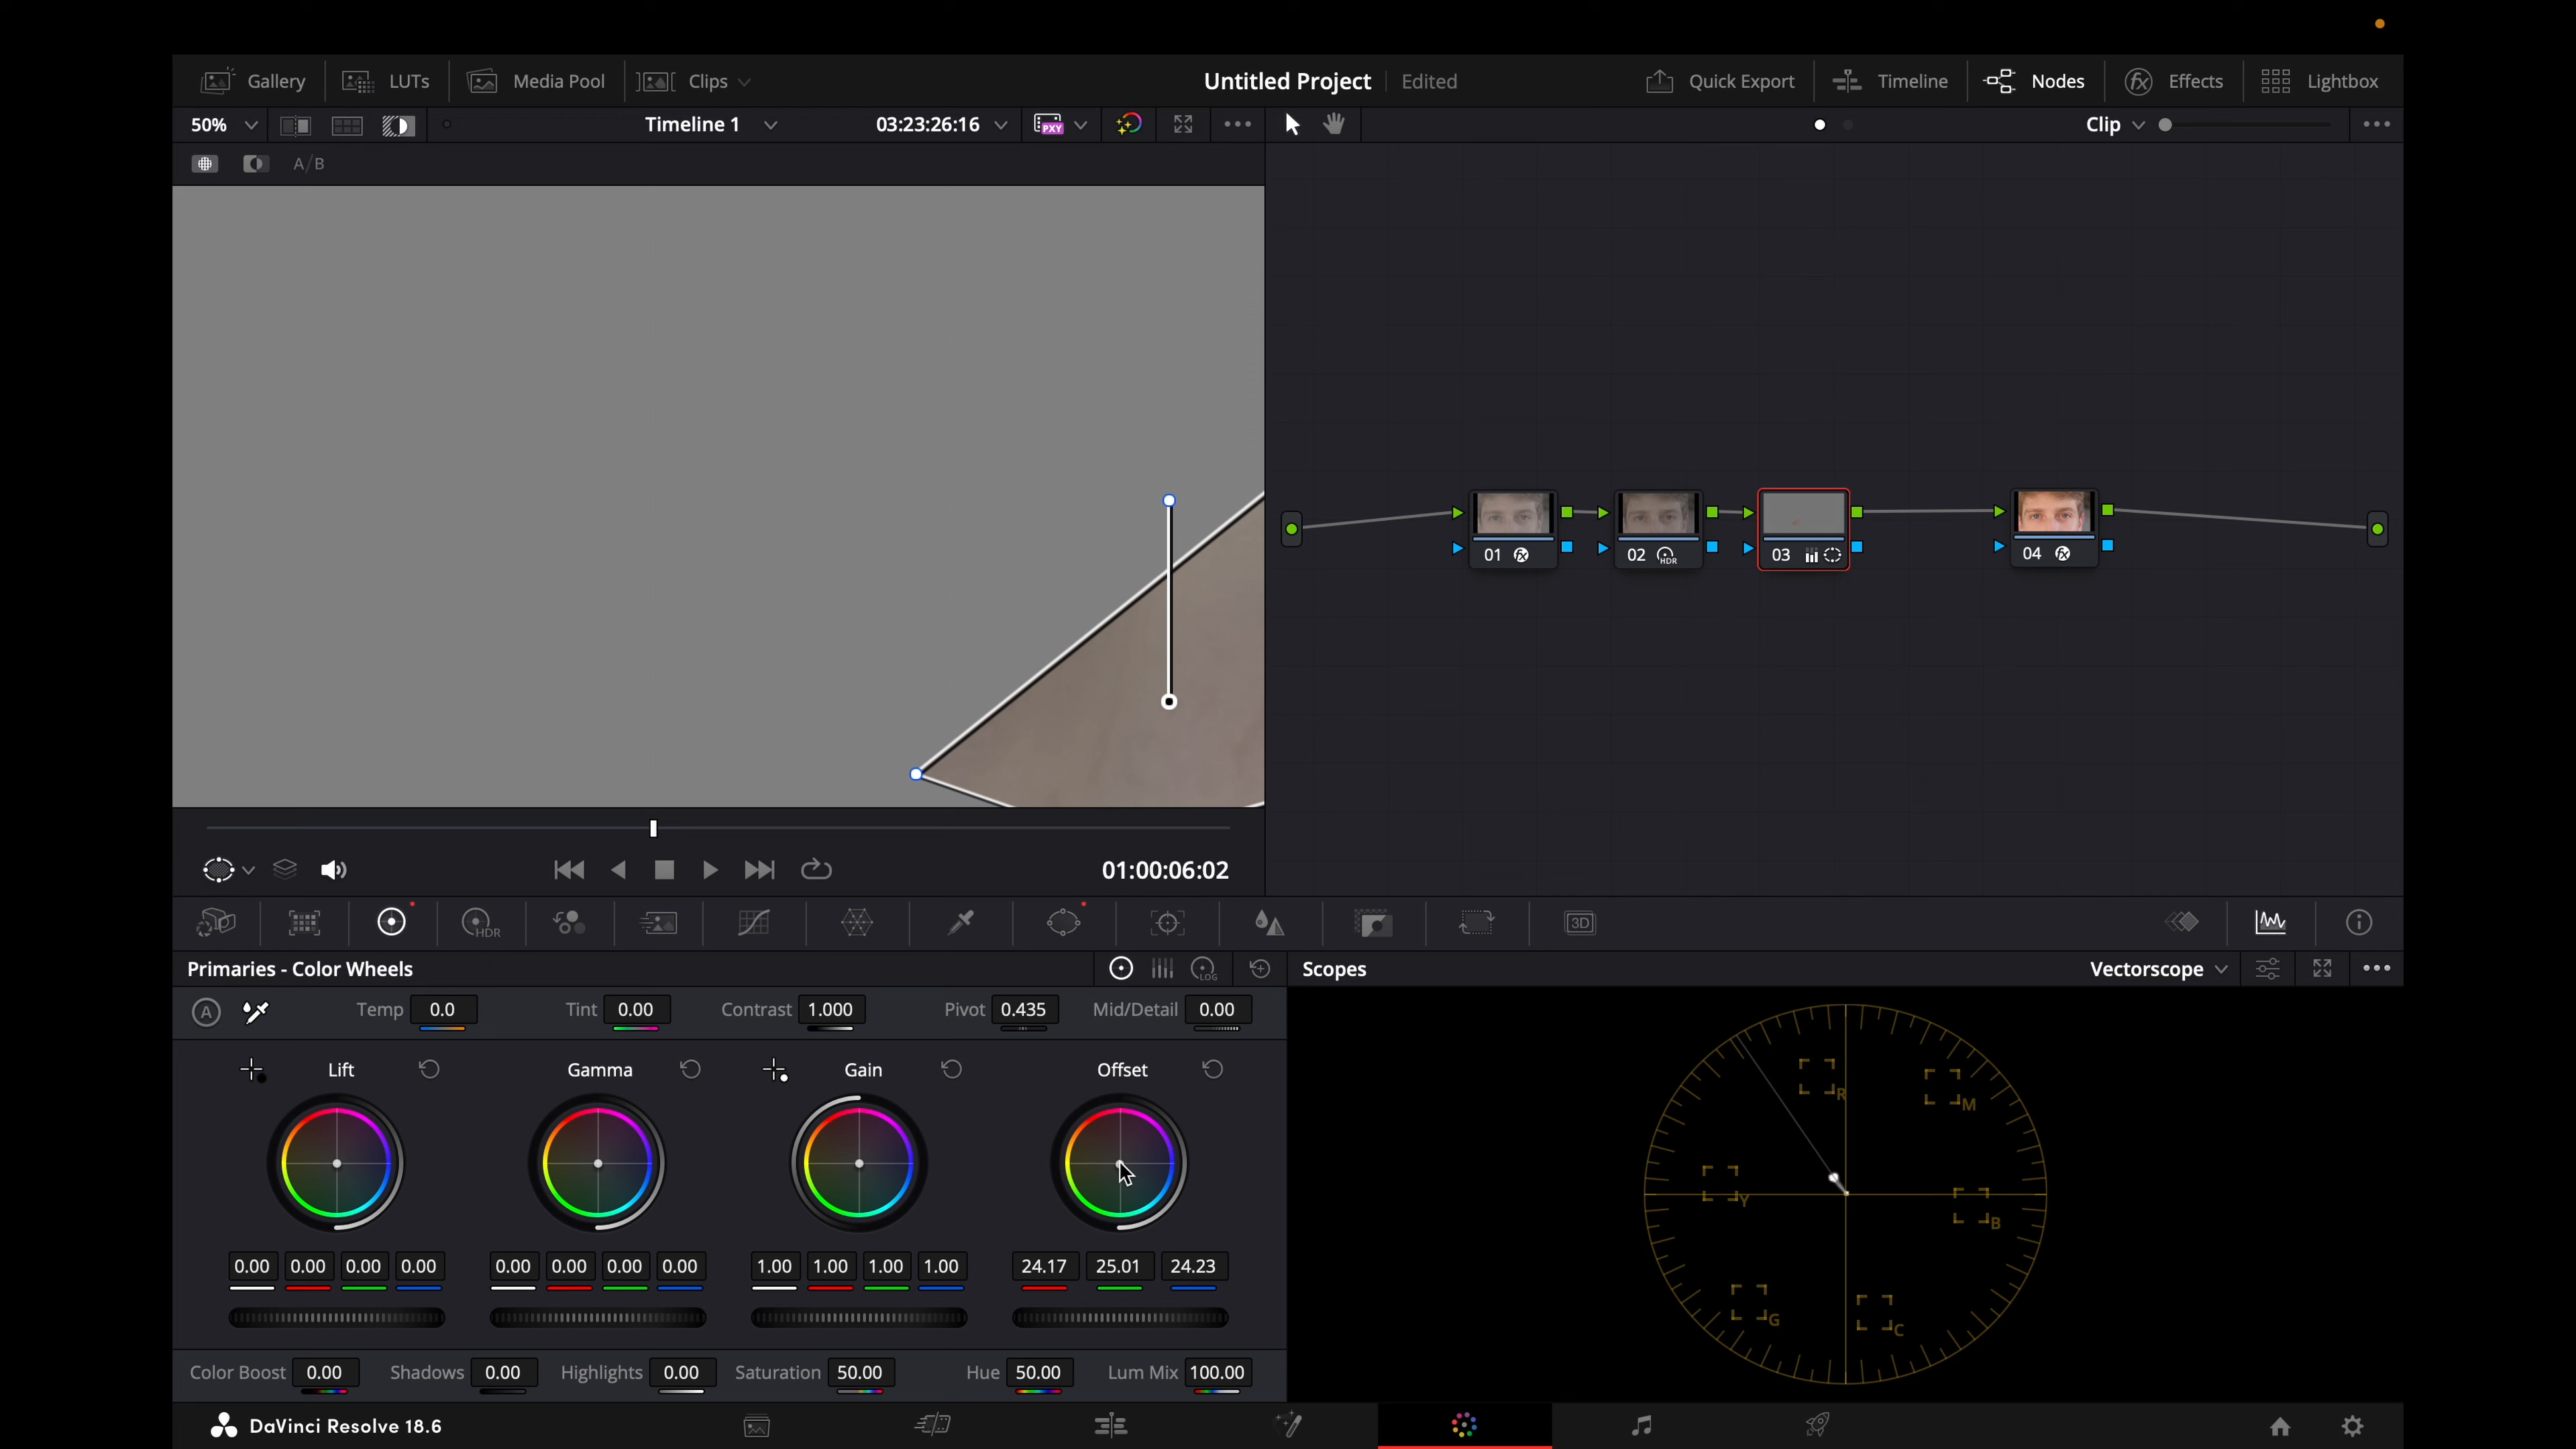 Gallery LUTs Media Pool Clips Untitled Project Edited Quick Export Timeline Nodes Effects Lightbox
50% Timeline 1 03:23:26:16 PXY Clip
A/B
01 02 HDR 03 04
01:00:06:02
HDR 3D
Primaries - Color Wheels LOG Scopes Vectorscope
A Temp 0.0 Tint 0.00 Contrast 1.000 Pivot 0.435 Mid/Detail 0.00
Lift Gamma Gain Offset
R M
Y B
G C
0.00 0.00 0.00 0.00 0.00 0.00 0.00 0.00 1.00 1.00 1.00 1.00 24.17 25.01 24.23
Color Boost 0.00 Shadows 0.00 Highlights 0.00 Saturation 50.00 Hue 50.00 Lum Mix 100.00
DaVinci Resolve 18.6